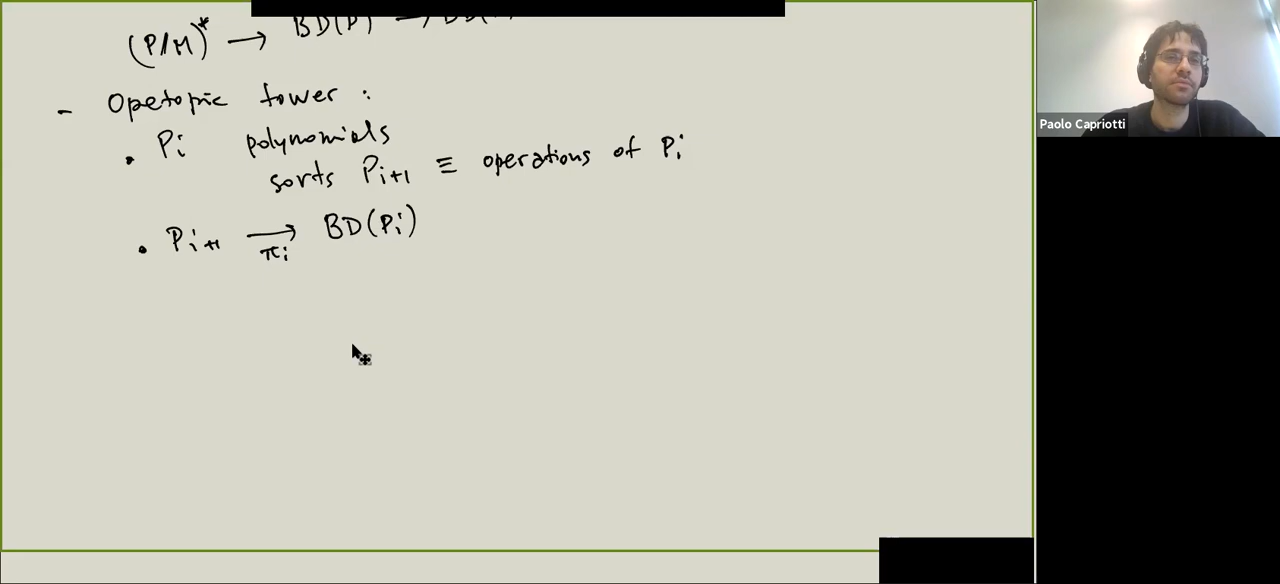 (P/M)* → BD(P) →
- Opetopic tower :
• Pi polynomials
sorts Pi+1 ≡ operations of Pi
• Pi+1 →πi BD(Pi)
Paolo Capriotti